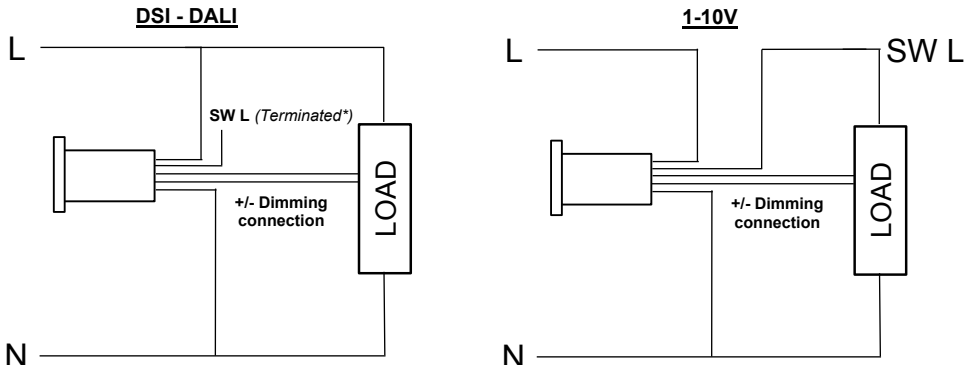 DSI - DALI
L
SW L (Terminated*)
LOAD
+/- Dimming
connection
N
1-10V
L
SW L
LOAD
+/- Dimming
connection
N